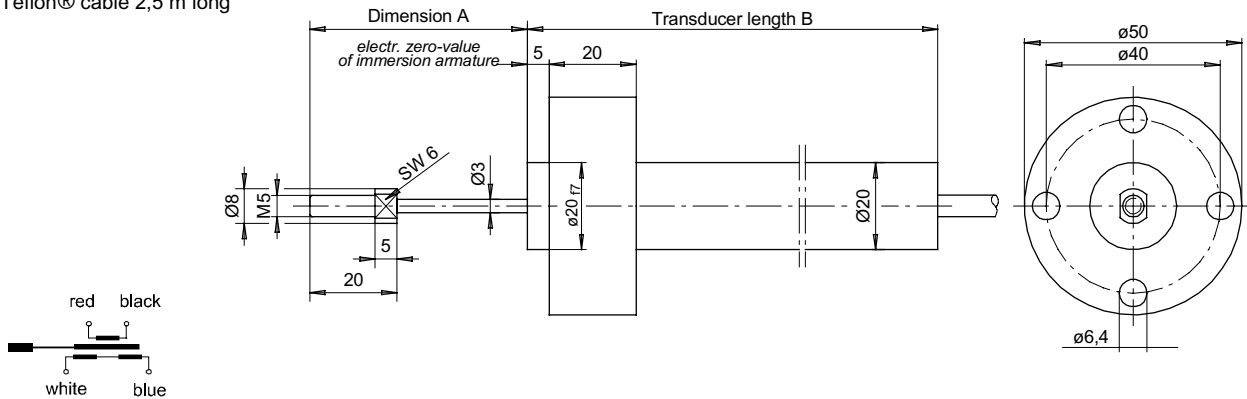 Teflon® cable 2,5 m long
Dimension A
Transducer length B
electr. zero-value
of immersion armature
5
20
ø50
ø40
SW 6
Ø3
Ø8
M5
ø20 f7
Ø20
5
20
ø6,4
red black
white blue